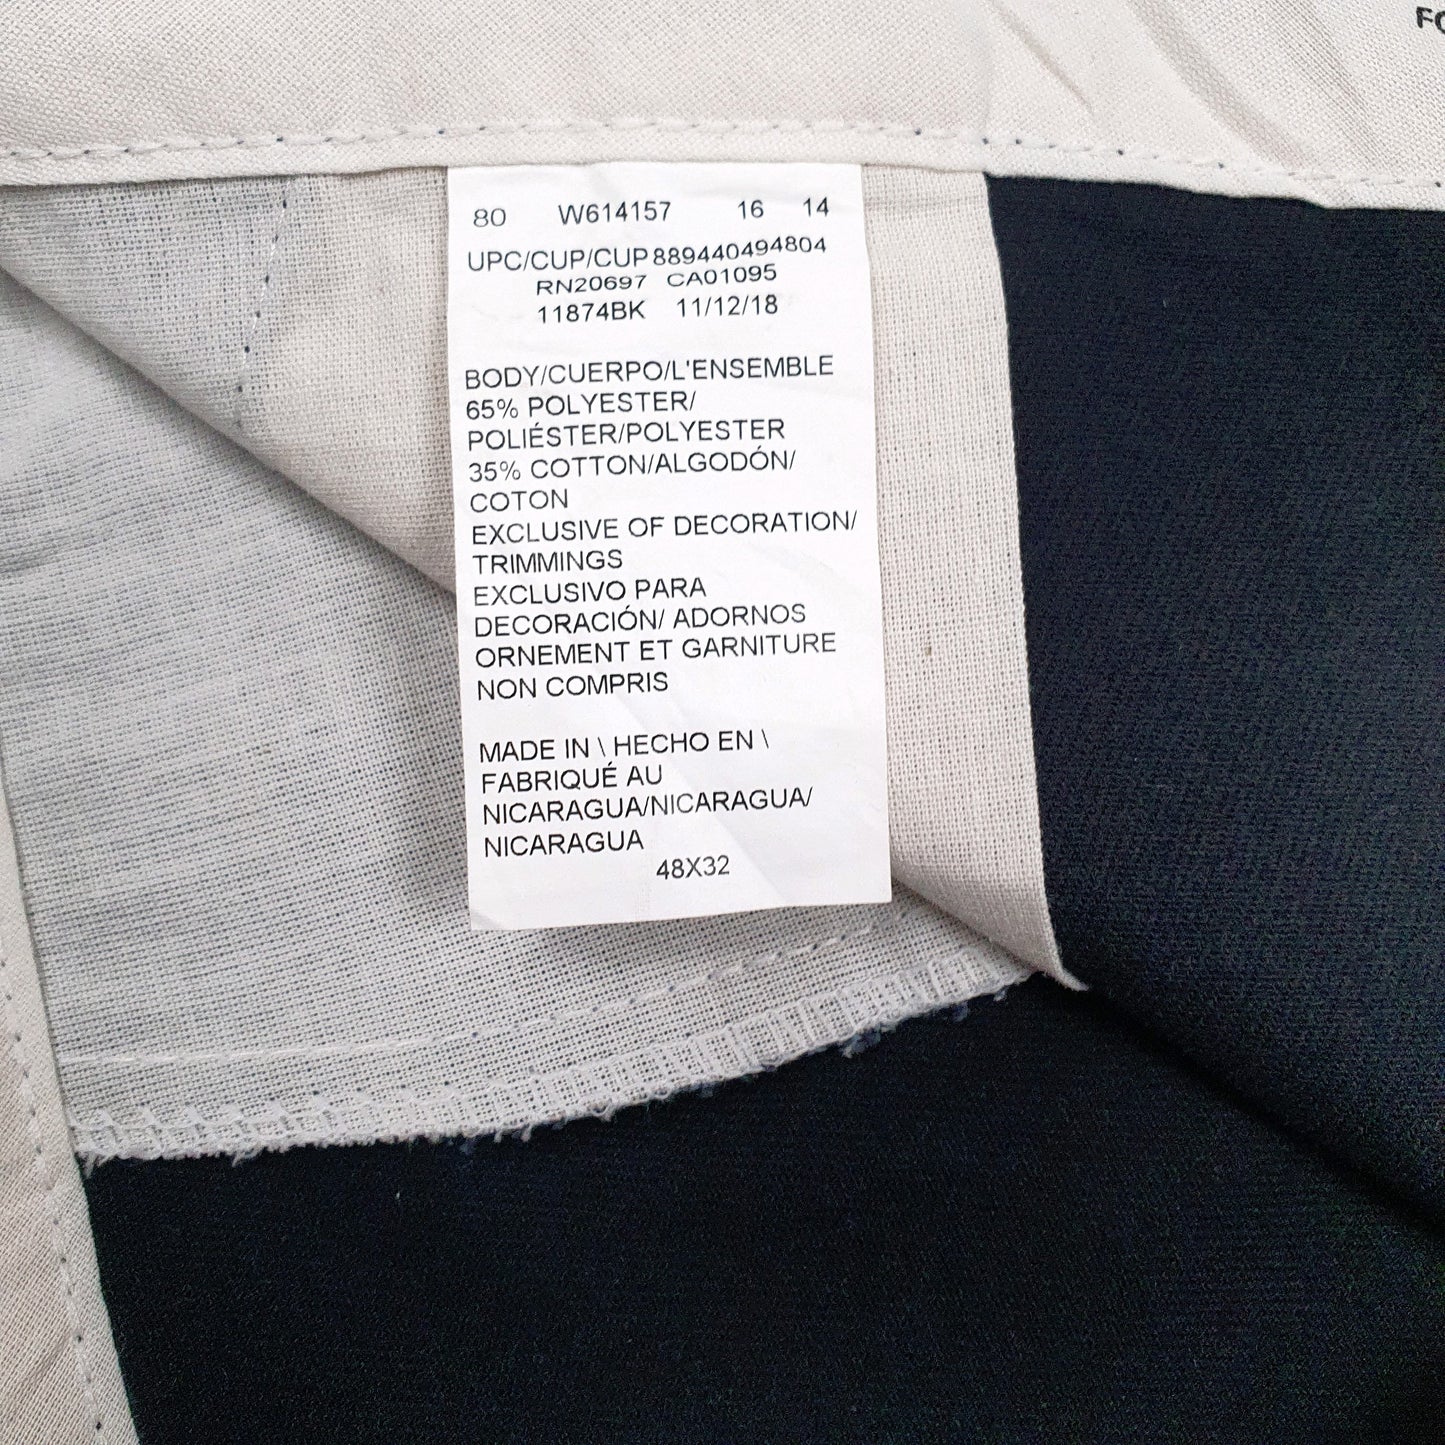 FO
80 W614157 16 14
UPC/CUP/CUP 889440494804
RN20697 CA01095
11874BK 11/12/18
BODY/CUERPO/L'ENSEMBLE
65% POLYESTER/
POLIÉSTER/POLYESTER
35% COTTON/ALGODÓN/
COTON
EXCLUSIVE OF DECORATION/
TRIMMINGS
EXCLUSIVO PARA
DECORACIÓN/ ADORNOS
ORNEMENT ET GARNITURE
NON COMPRIS
MADE IN \ HECHO EN \
FABRIQUÉ AU
NICARAGUA/NICARAGUA/
NICARAGUA
48X32